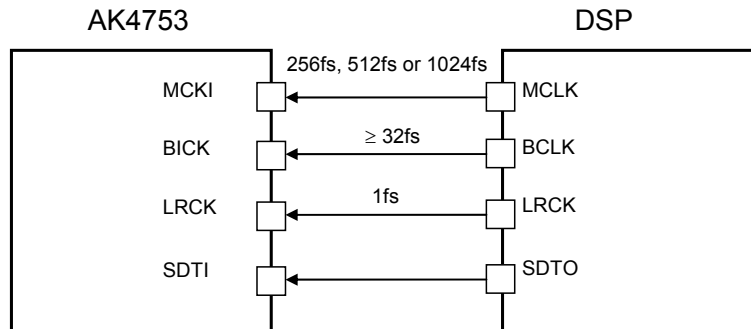 AK4753 DSP
256fs, 512fs or 1024fs
MCKI MCLK
BICK ≥ 32fs BCLK
LRCK 1fs LRCK
SDTI SDTO